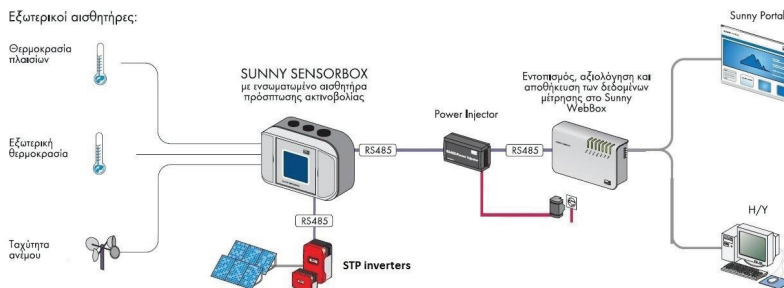 Εξωτερικοί αισθητήρες:
Θερμοκρασία
πλαισίων
Εξωτερική
θερμοκρασία
Ταχύτητα
ανέμου
SUNNY SENSORBOX
με ενσωματωμένο αισθητήρα
πρόσπτωσης ακτινοβολίας
RS485
RS485
STP inverters
Power Injector
RS485
Εντοπισμός, αξιολόγηση και
αποθήκευση των δεδομένων
μέτρησης στο Sunny
WebBox
Sunny Portal
Η/Υ